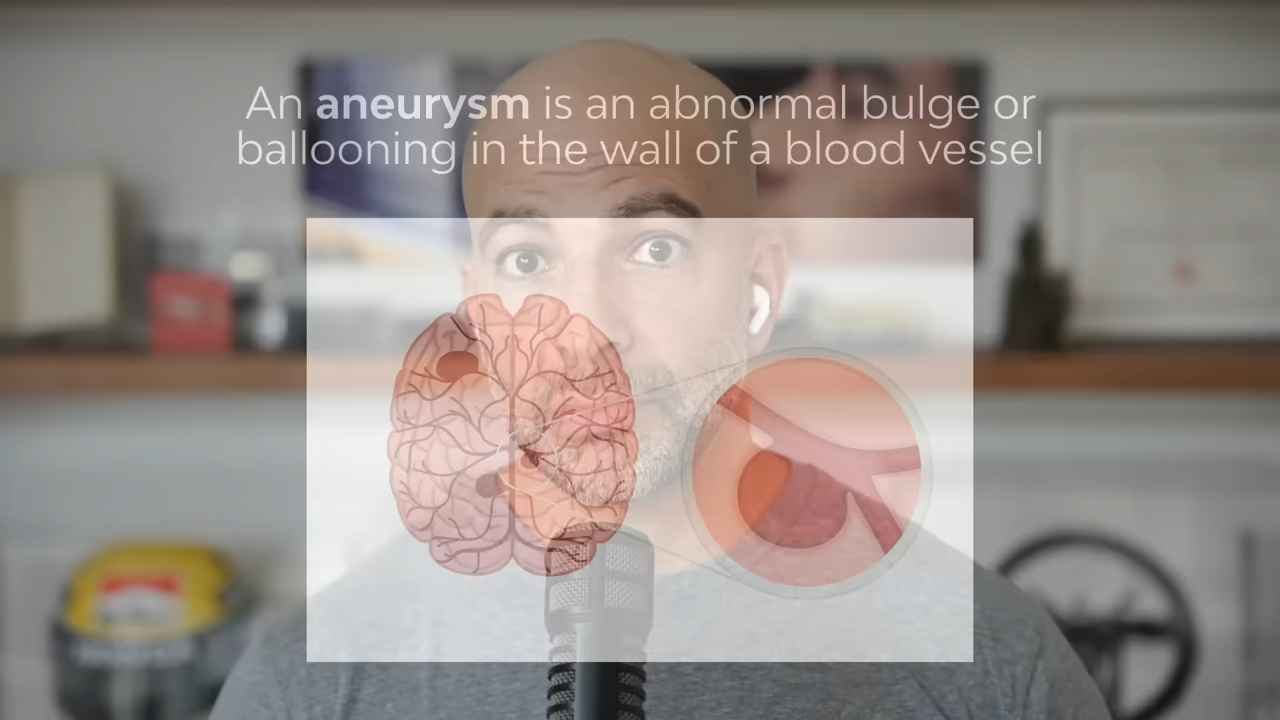 An aneurysm is an abnormal bulge or
ballooning in the wall of a blood vessel